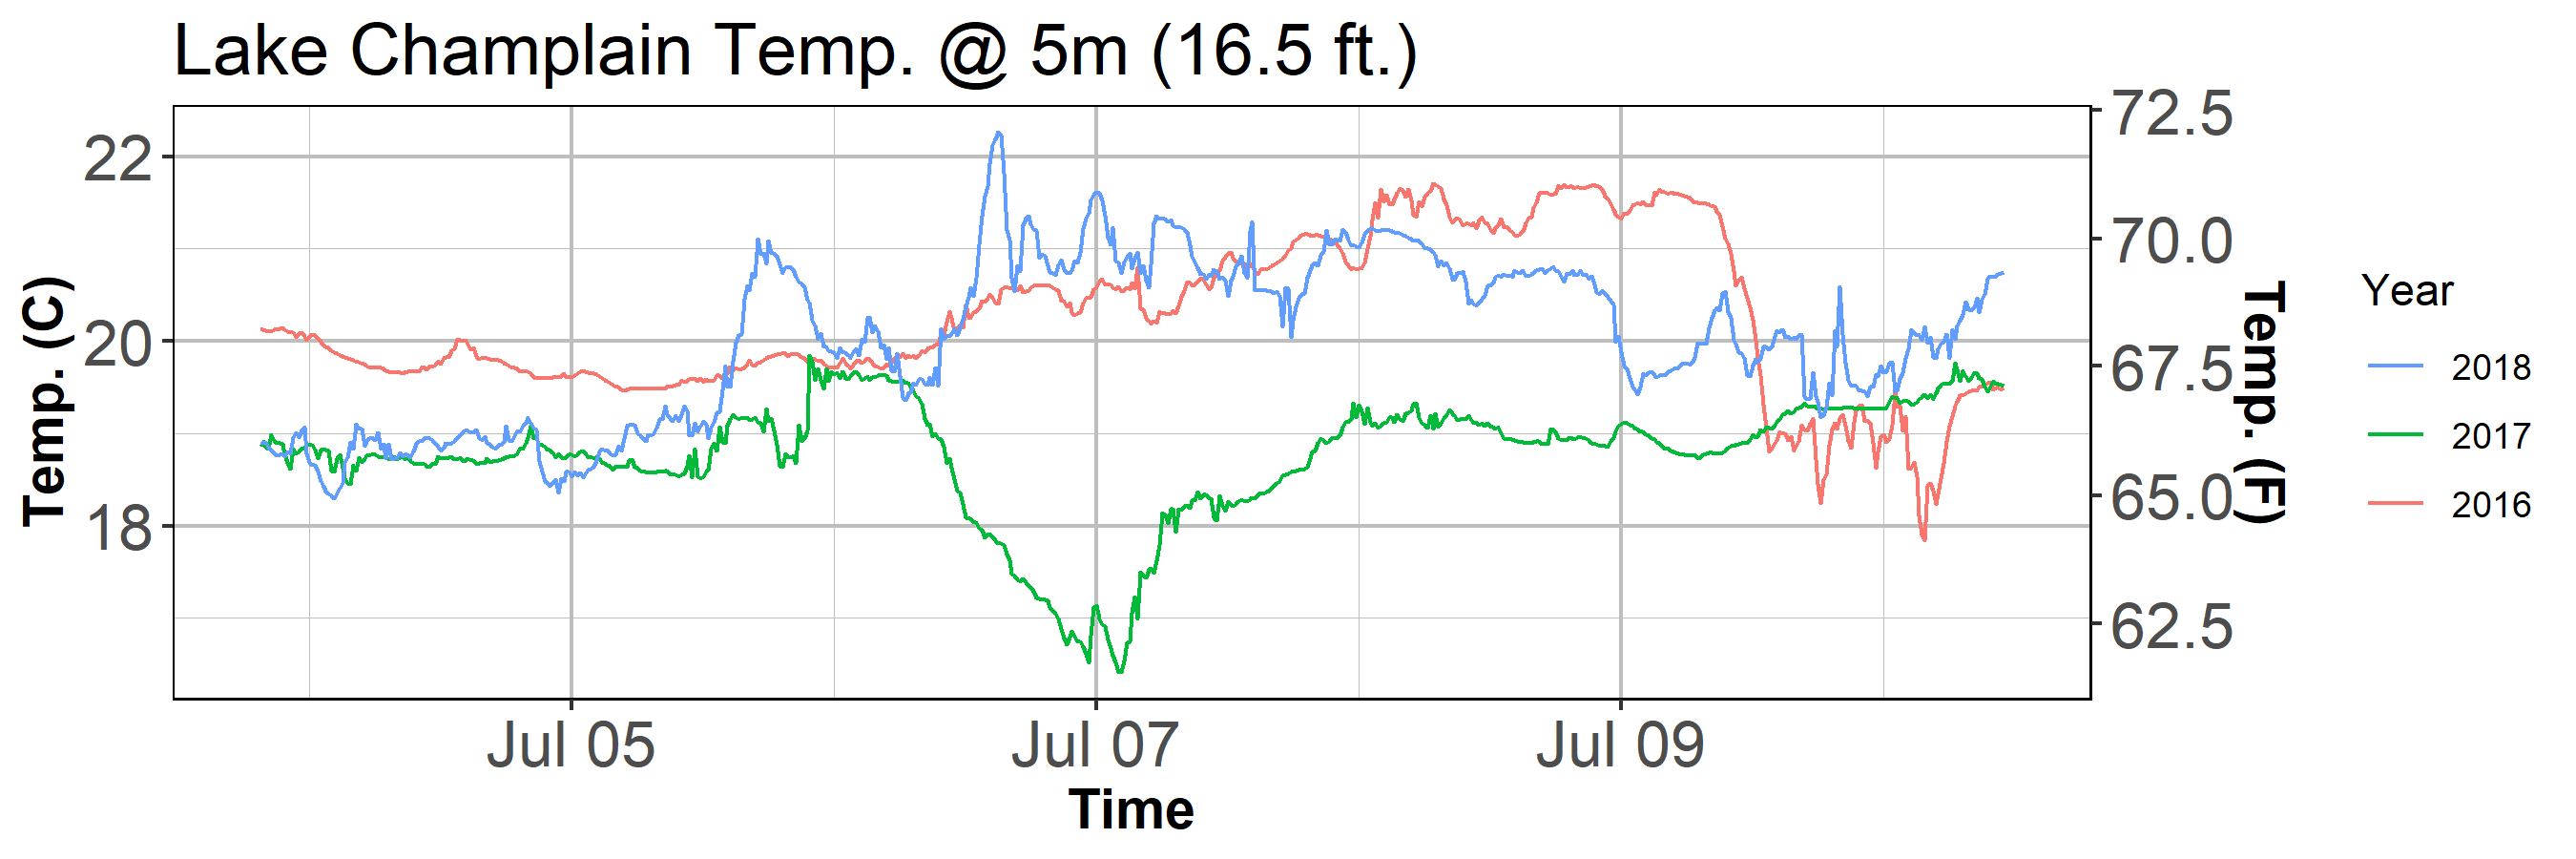 Lake Champlain Temp. @ 5m (16.5 ft.)
Temp. (C)
22
20
18
72.5
70.0
67.5
65.0
62.5
Temp. (F)
Jul 05
Jul 07
Jul 09
Time
Year
2018
2017
2016